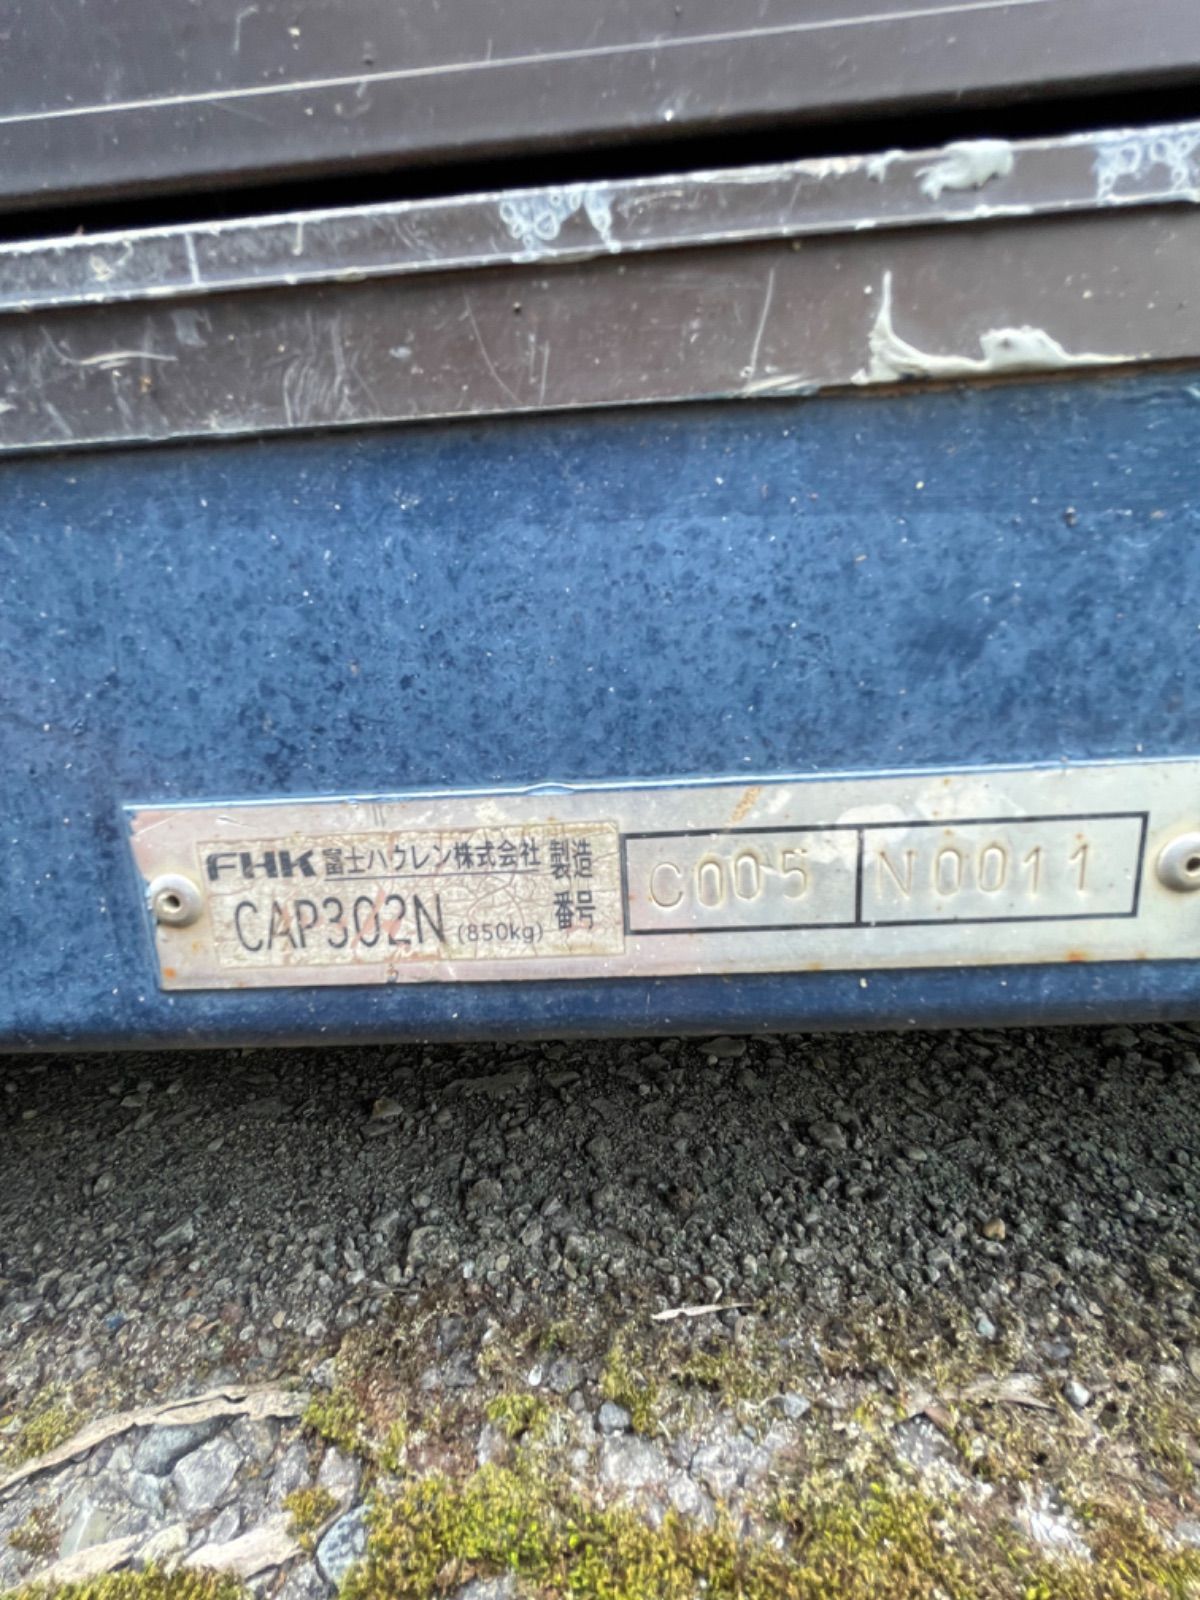 FHK 富士ハウレン株式会社
CAP302N (850kg)
製造
番号
C005 N0011